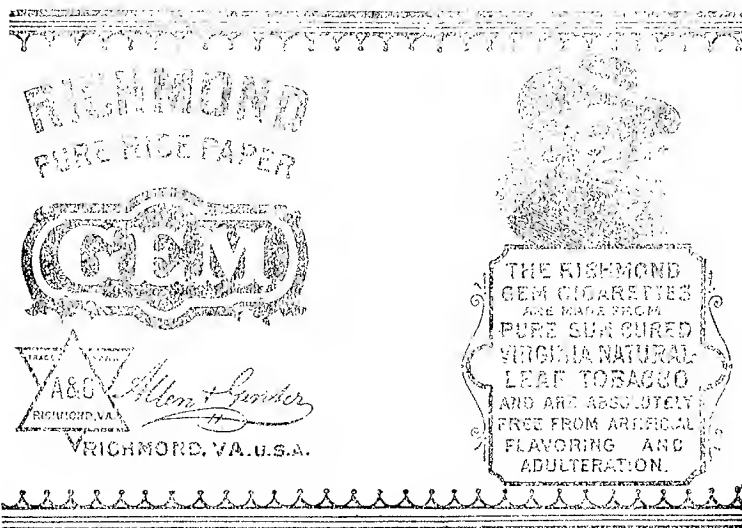 RICHMOND
PURE RICE PAPER
GEM
TRADE MARK
A&G
RICHMOND, VA.
Allen & Ginter
RICHMOND, VA. U.S.A.
THE RICHMOND
GEM CIGARETTES
ARE MADE FROM
PURE SUN CURED
VIRGINIA NATURAL
LEAF TOBACCO
AND ARE ABSOLUTELY
FREE FROM ARTIFICIAL
FLAVORING AND
ADULTERATION.